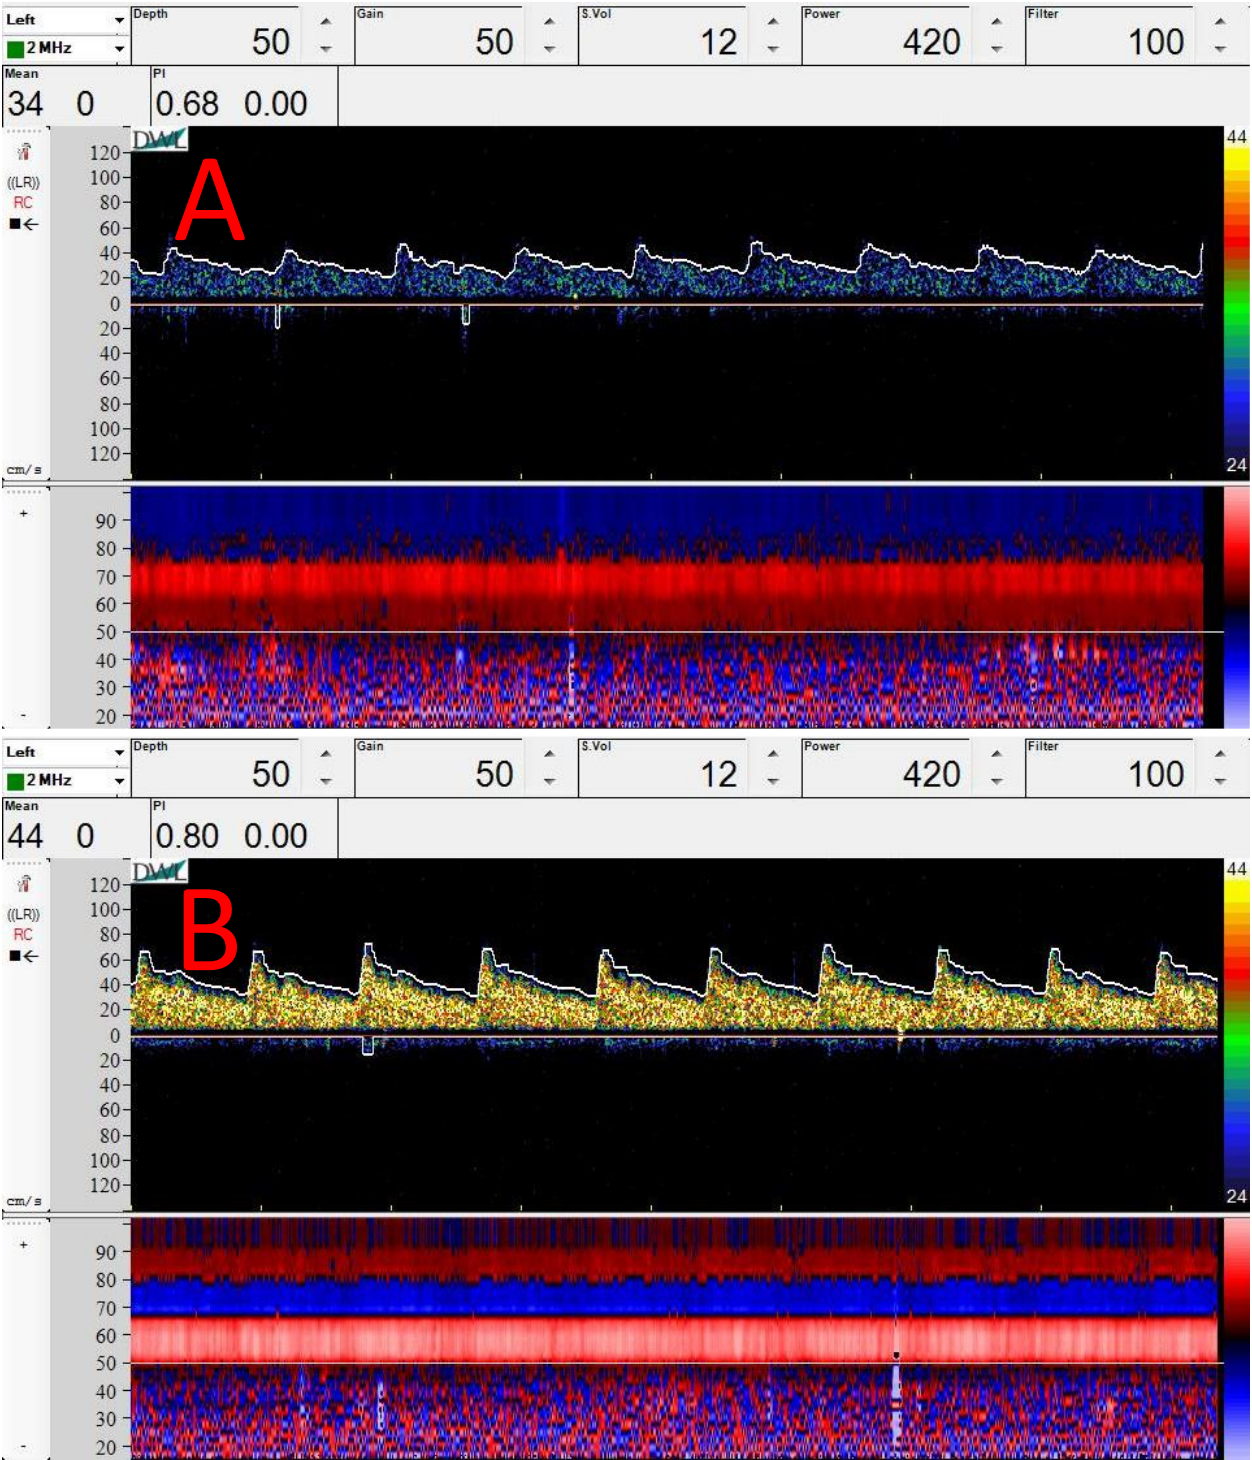 Left Depth Gain S.Vol Power Filter
2 MHz 50 50 12 420 100
Mean PI
34 0 0.68 0.00
DWL
A
44
120
100
80
60
40
20
0
20
40
60
80
100
120
((LR))
RC
cm/s
24
+
90
80
70
60
50
40
30
20
-
Left Depth Gain S.Vol Power Filter
2 MHz 50 50 12 420 100
Mean PI
44 0 0.80 0.00
DWL
B
44
120
100
80
60
40
20
0
20
40
60
80
100
120
((LR))
RC
cm/s
24
+
90
80
70
60
50
40
30
20
-